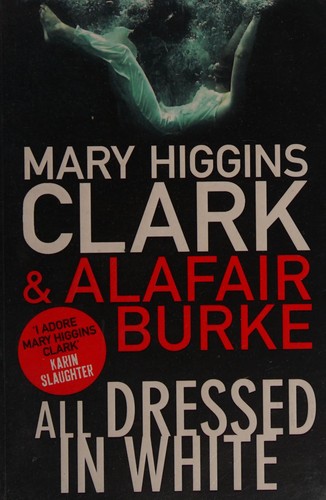 MARY HIGGINS
CLARK
& ALAFAIR
BURKE
'I ADORE
MARY HIGGINS
CLARK'
KARIN
SLAUGHTER
ALL DRESSED
IN WHITE